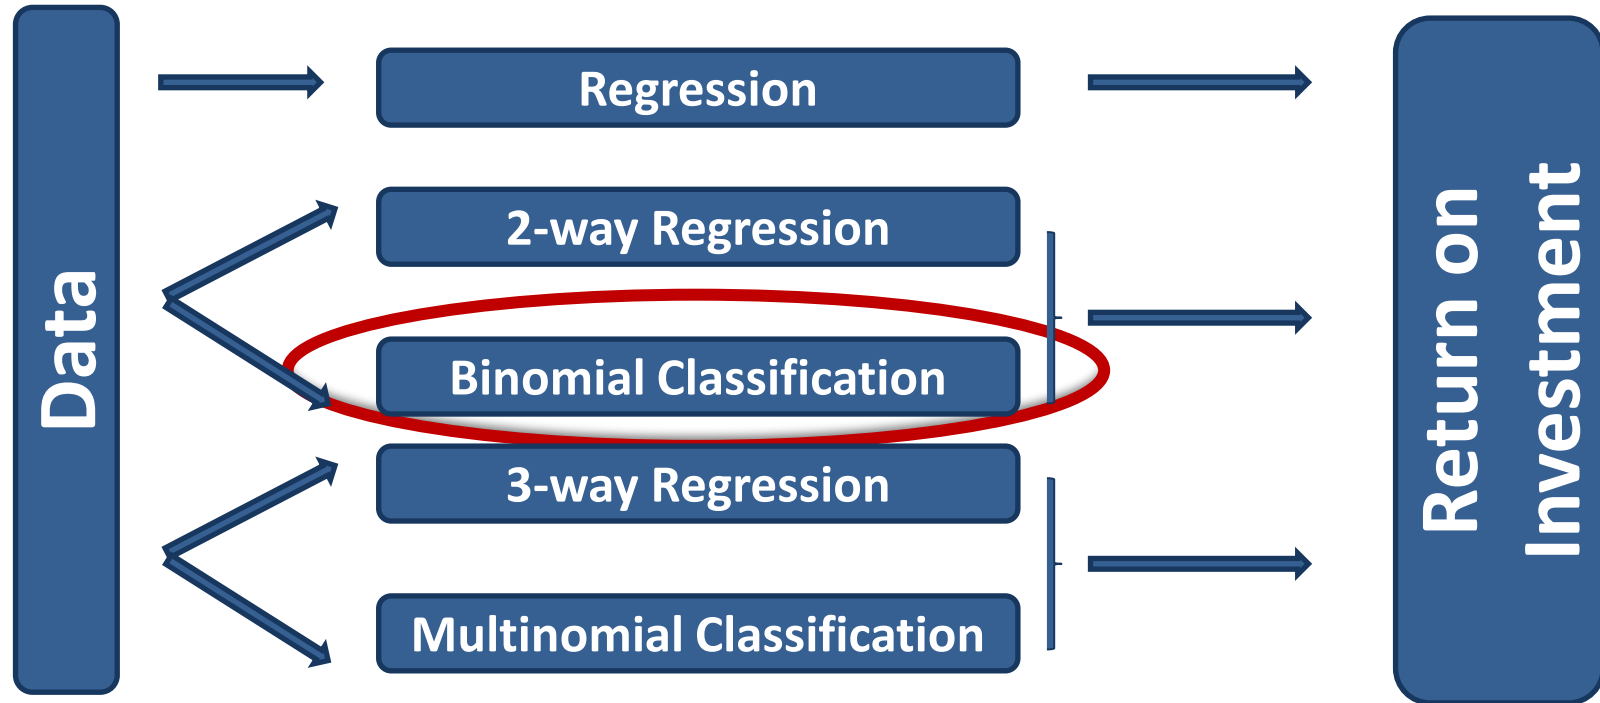 Data
Regression
2-way Regression
Binomial Classification
3-way Regression
Multinomial Classification
Return on
Investment